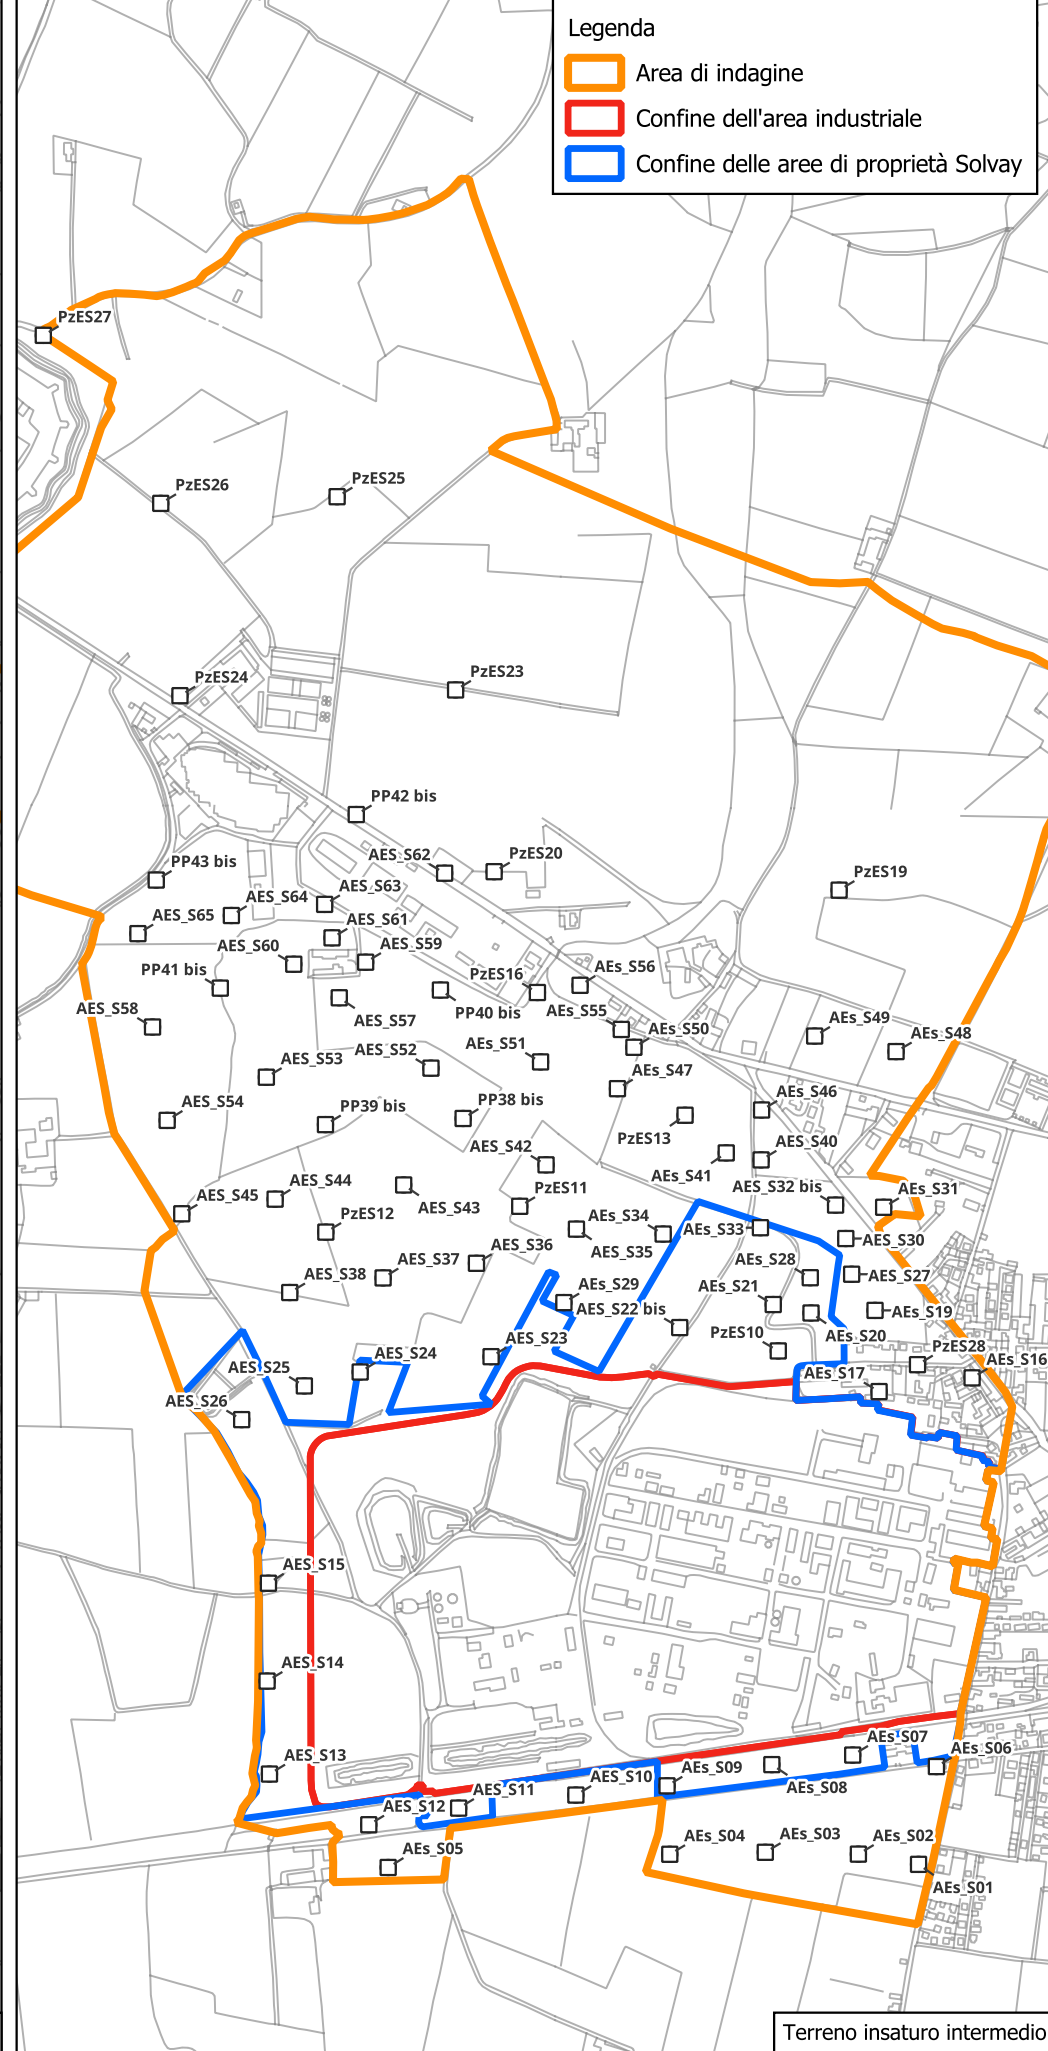 Legenda
Area di indagine
Confine dell'area industriale
Confine delle aree di proprietà Solvay
PzES27
PzES26
PzES25
PzES24
PzES23
PP42 bis
AES_S62
PzES20
PP43 bis
AES_S63
PzES19
AES_S64
AES_S65
AES_S61
AES_S60
AES_S59
PP41 bis
PzES16
AEs_S56
AES_S58
AES_S57
PP40 bis
AEs_S55
AEs_S50
AEs_S49
AEs_S48
AES_S53
AES_S52
AEs_S51
AEs_S47
AES_S54
PP39 bis
PP38 bis
AEs_S46
PzES13
AES_S42
AEs_S41
AES_S40
AES_S45
AES_S44
AES_S43
PzES11
AES_S32 bis
AEs_S31
PzES12
AEs_S34
AES_S35
AEs_S33
AEs_S30
AES_S38
AES_S37
AES_S36
AEs_S28
AEs_S27
AEs_S29
AEs_S21
AES_S22 bis
AEs_S19
AEs_S20
AES_S23
PzES10
PzES28
AES_S24
AES_S25
AEs_S17
AEs_S16
AES_S26
AES_S15
AES_S14
AES_S13
AEs_S07
AEs_S06
AEs_S09
AES_S10
AEs_S08
AES_S11
AES_S12
AEs_S05
AEs_S04
AEs_S03
AEs_S02
AEs_S01
Terreno insaturo intermedio